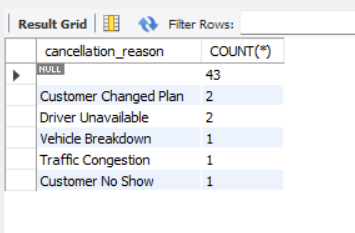 Result Grid Filter Rows:
cancellation_reason COUNT(*)
NULL 43
Customer Changed Plan 2
Driver Unavailable 2
Vehicle Breakdown 1
Traffic Congestion 1
Customer No Show 1